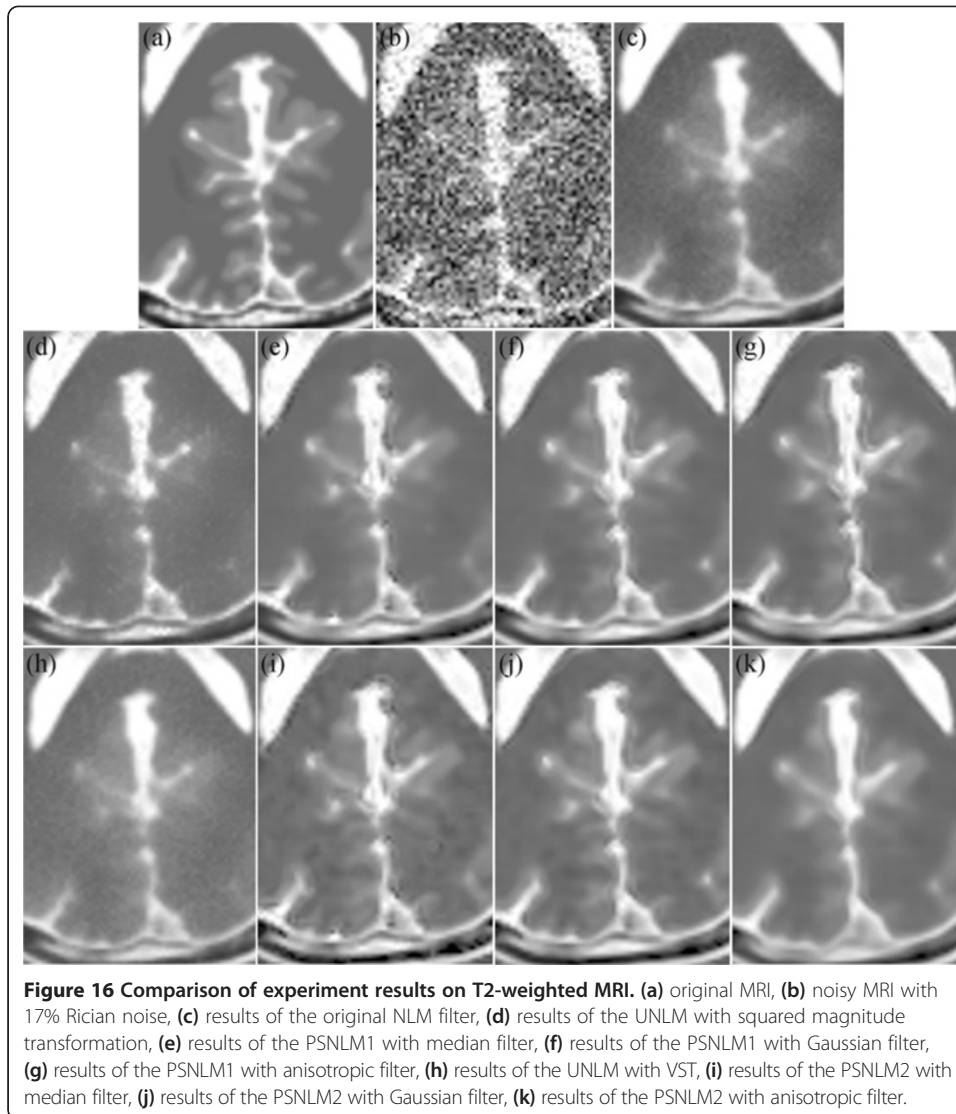 (a)
(b)
(c)
(d)
(e)
(f)
(g)
(h)
(i)
(j)
(k)
Figure 16 Comparison of experiment results on T2-weighted MRI. (a) original MRI, (b) noisy MRI with
17% Rician noise, (c) results of the original NLM filter, (d) results of the UNLM with squared magnitude
transformation, (e) results of the PSNLM1 with median filter, (f) results of the PSNLM1 with Gaussian filter,
(g) results of the PSNLM1 with anisotropic filter, (h) results of the UNLM with VST, (i) results of the PSNLM2 with
median filter, (j) results of the PSNLM2 with Gaussian filter, (k) results of the PSNLM2 with anisotropic filter.